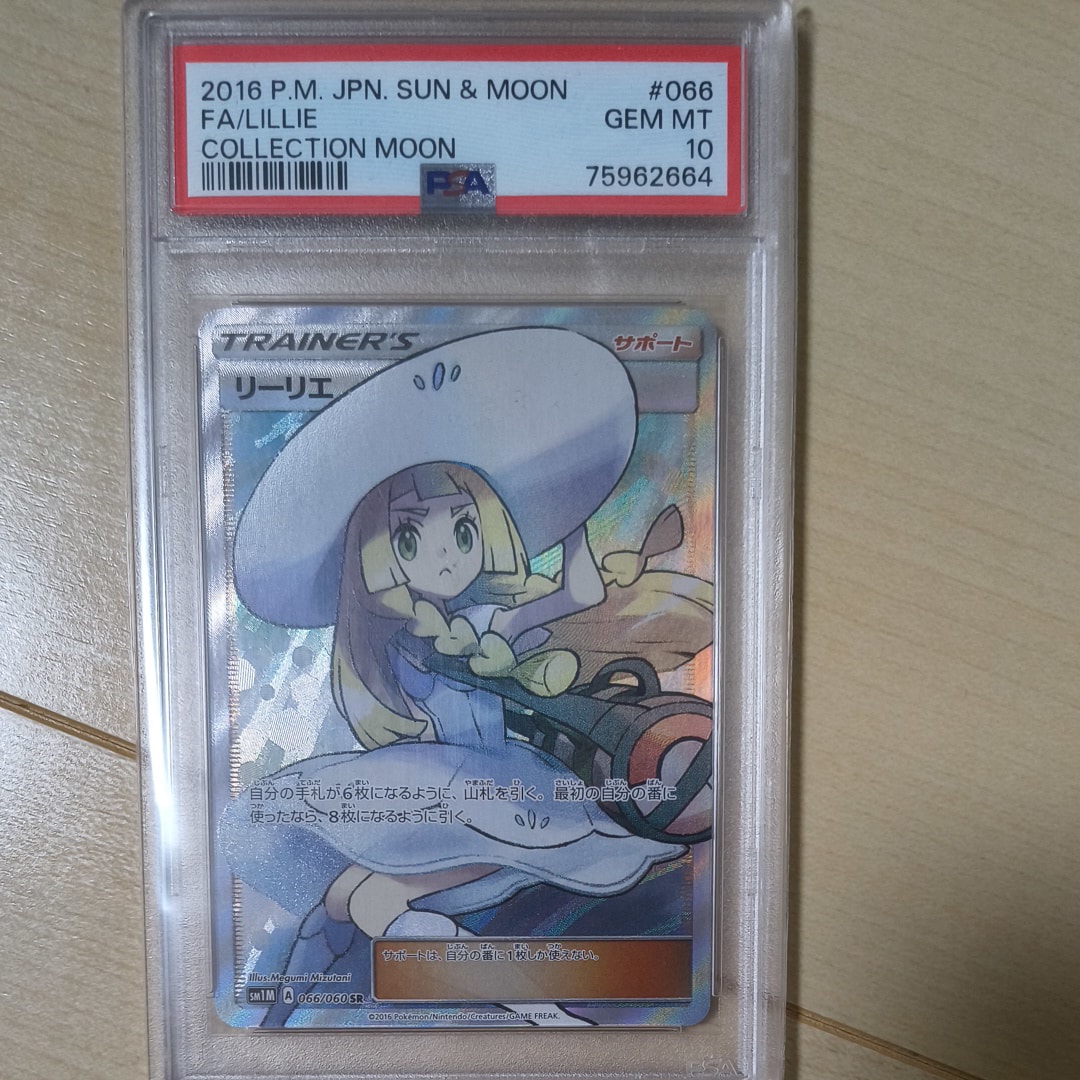 2016 P.M. JPN. SUN & MOON #066
FA/LILLIE GEM MT
COLLECTION MOON 10
PSA 75962664
TRAINER'S サポート
リーリエ
自分の手札が6枚になるように、山札を引く。最初の自分の番に
使ったなら、8枚になるように引く。
サポートは、自分の番に1枚しか使えない。
Illus. Megumi Mizutani
SM1M A 066/060 SR
©2016 Pokémon/Nintendo/Creatures/GAME FREAK.
PSA